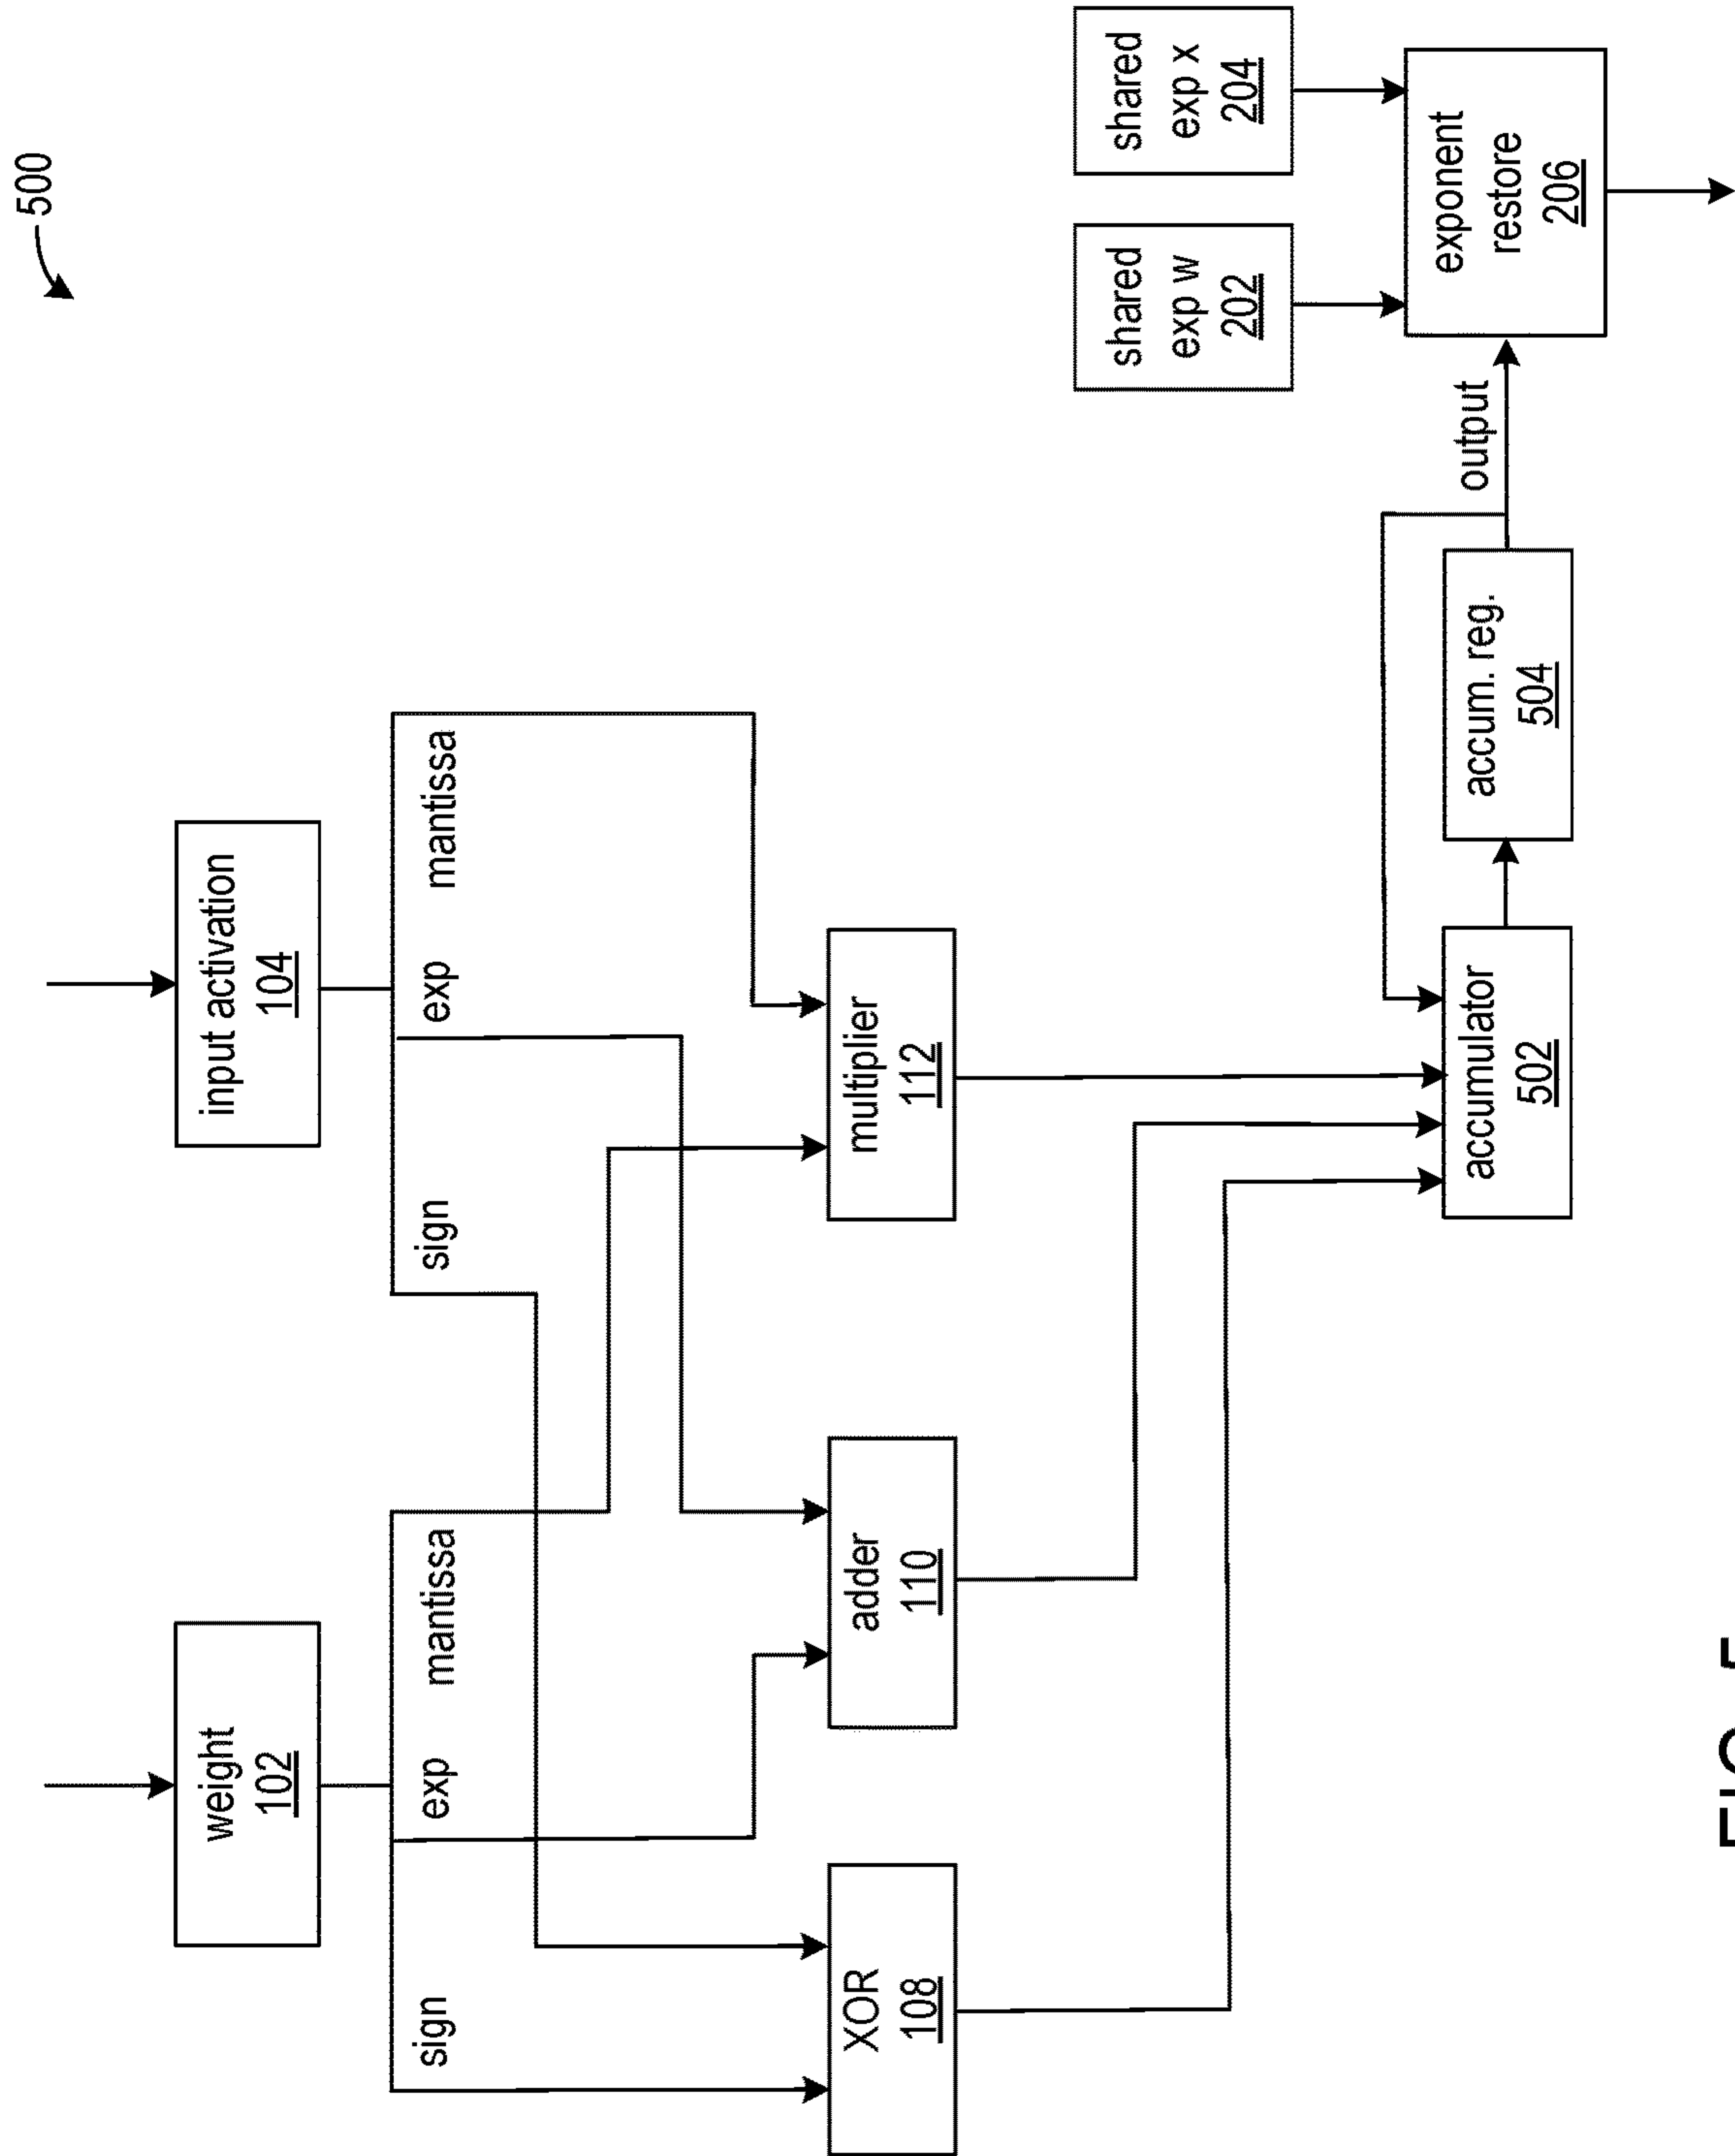 500
weight
102
input activation
104
sign
exp
mantissa
sign
exp
mantissa
XOR
108
adder
110
multiplier
112
shared
exp w
202
shared
exp x
204
accumulator
502
accum. reg.
504
output
exponent
restore
206